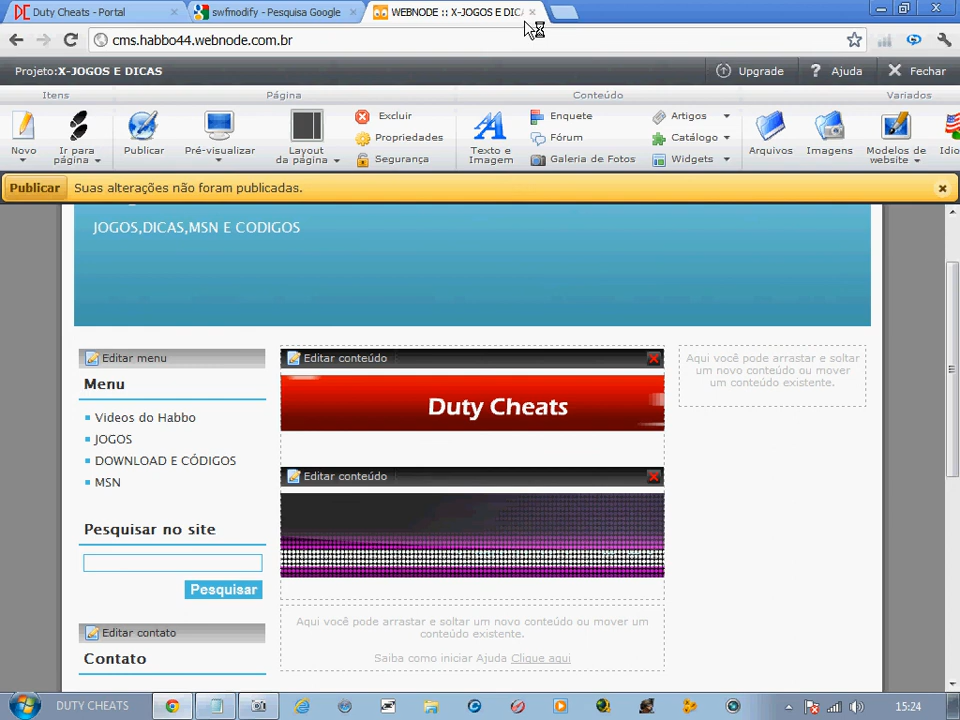 Duty Cheats - Portal
swfmodify - Pesquisa Google
WEBNODE :: X-JOGOS E DIC
cms.habbo44.webnode.com.br
Projeto:X-JOGOS E DICAS
Upgrade
Ajuda
Fechar
Itens
Página
Conteúdo
Variados
Novo
Ir para página
Publicar
Pré-visualizar
Layout da página
Excluir
Propriedades
Segurança
Texto e Imagem
Enquete
Fórum
Galeria de Fotos
Artigos
Catálogo
Widgets
Arquivos
Imagens
Modelos de website
Idio
Publicar Suas alterações não foram publicadas.
JOGOS,DICAS,MSN E CODIGOS
Editar menu
Menu
Videos do Habbo
JOGOS
DOWNLOAD E CÓDIGOS
MSN
Pesquisar no site
Pesquisar
Editar contato
Contato
Editar conteúdo
Duty Cheats
Editar conteúdo
Aqui você pode arrastar e soltar um novo conteúdo ou mover um
conteúdo existente.
Saiba como iniciar Ajuda Clique aqui
Aqui você pode arrastar e soltar
um novo conteúdo ou mover
um conteúdo existente.
DUTY CHEATS
15:24